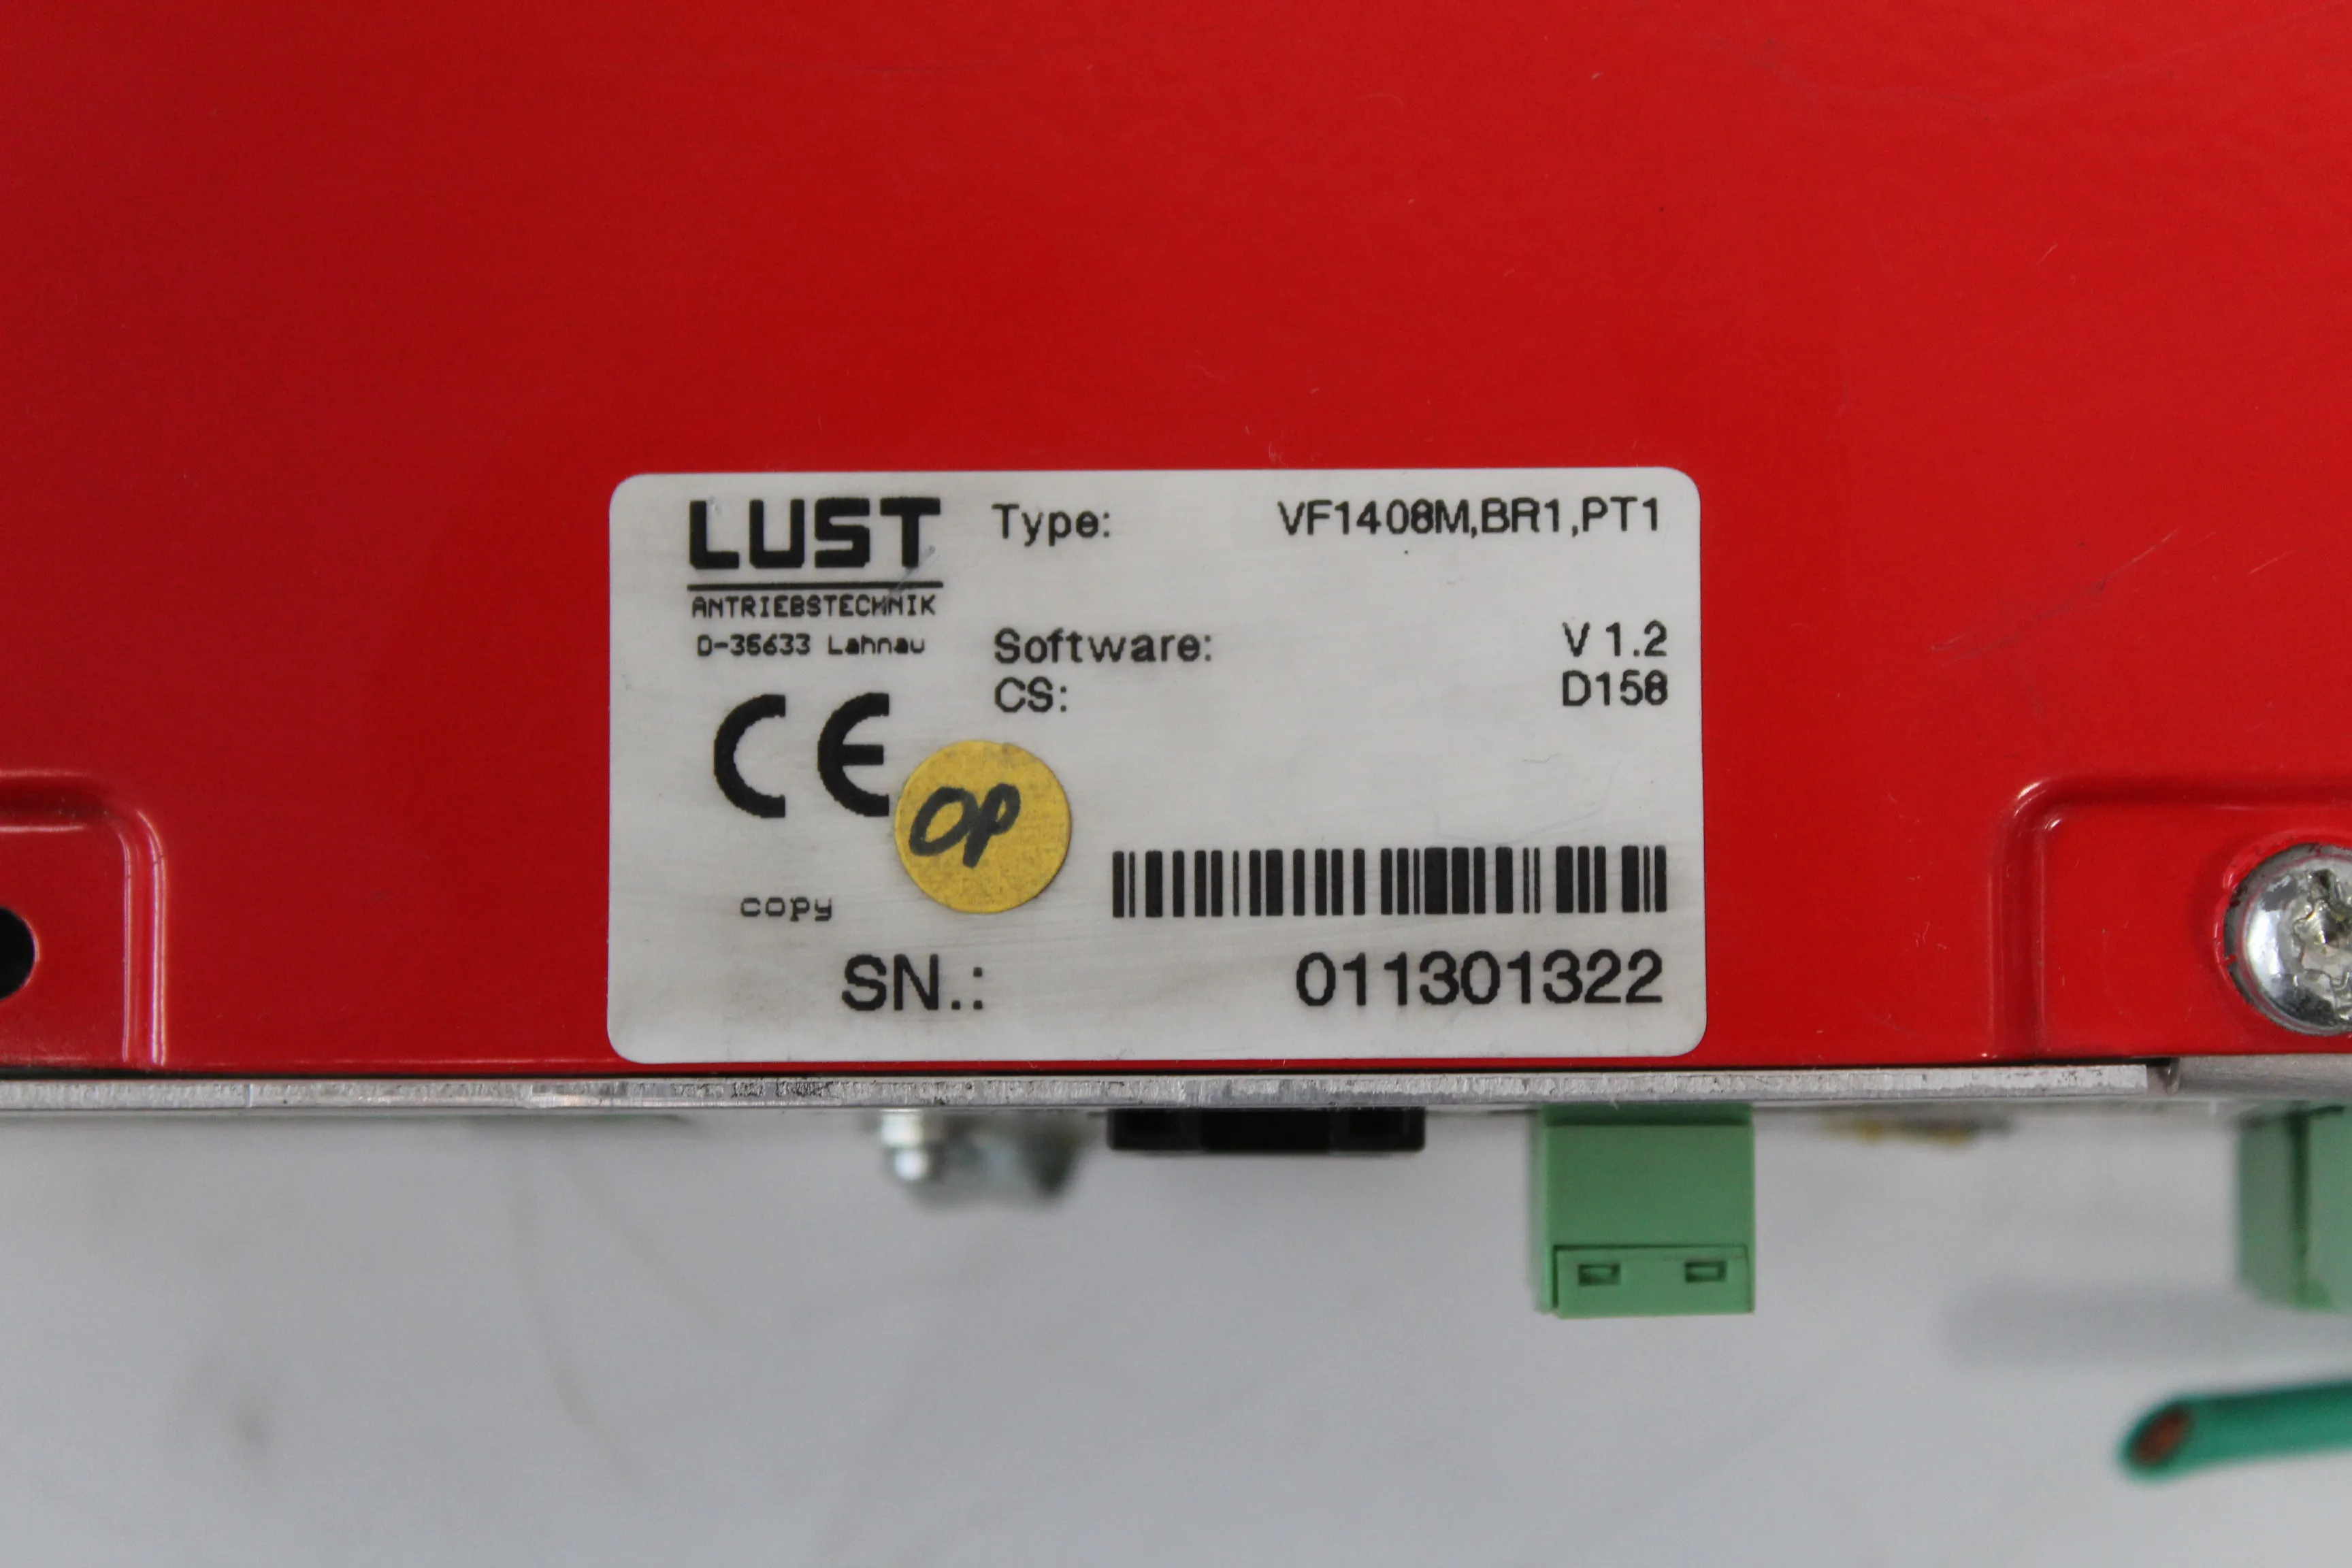 LUST
ANTRIEBSTECHNIK
D-35633 Lahnau
Type: VF1408M,BR1,PT1
Software: V 1.2
CS: D158
CE
OP
copy
SN.: 011301322